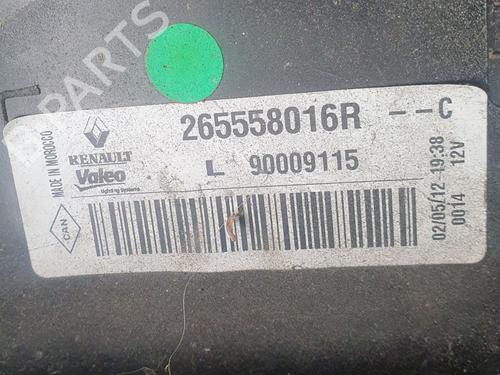 B PARTS
MADE IN MOROCCO
RENAULT
Valeo
Lighting Systems
CAN
265558016R --C
L 90009115
02/05/12 19:38
0014 12V